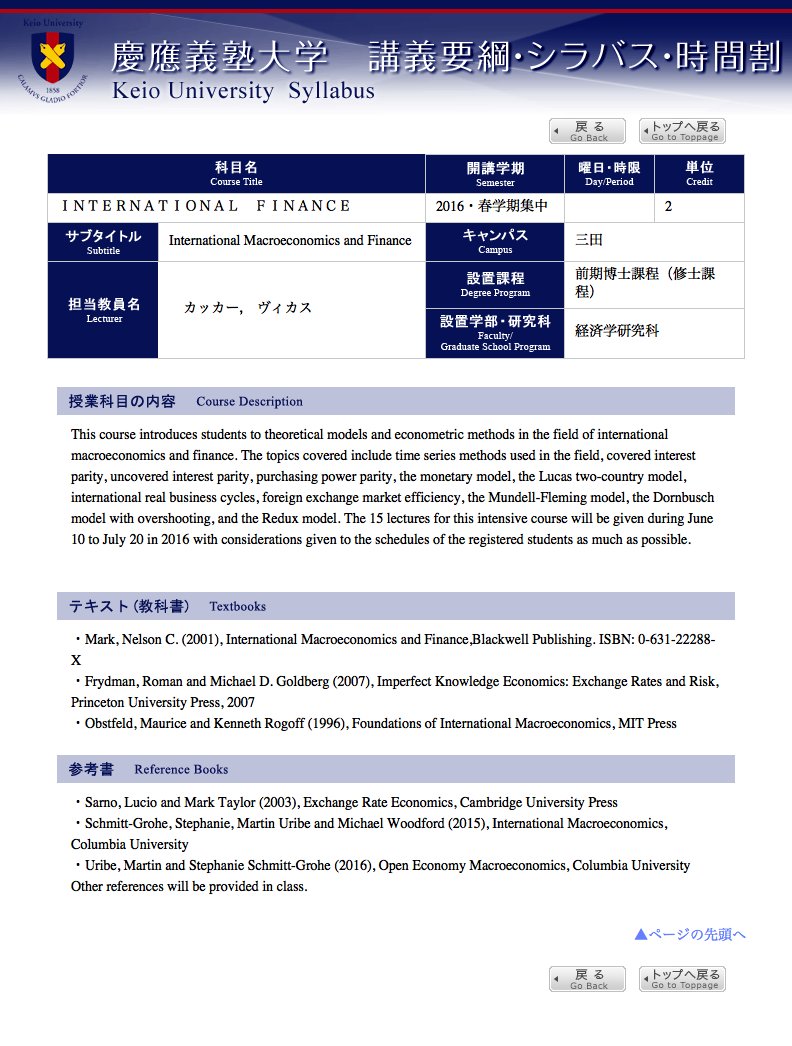 Keio University
慶應義塾大学　講義要綱・シラバス・時間割
CALAMVS GLADIO FORTIOR
1858
Keio University Syllabus
戻る
Go Back
トップへ戻る
Go to Toppage
科目名
Course Title
開講学期
Semester
曜日・時限
Day/Period
単位
Credit
ＩＮＴＥＲＮＡＴＩＯＮＡＬ　ＦＩＮＡＮＣＥ
2016・春学期集中
2
サブタイトル
Subtitle
International Macroeconomics and Finance
キャンパス
Campus
三田
担当教員名
Lecturer
カッカー， ヴィカス
設置課程
Degree Program
前期博士課程（修士課
程）
設置学部・研究科
Faculty/
Graduate School Program
経済学研究科
授業科目の内容 Course Description
This course introduces students to theoretical models and econometric methods in the field of international
macroeconomics and finance. The topics covered include time series methods used in the field, covered interest
parity, uncovered interest parity, purchasing power parity, the monetary model, the Lucas two-country model,
international real business cycles, foreign exchange market efficiency, the Mundell-Fleming model, the Dornbusch
model with overshooting, and the Redux model. The 15 lectures for this intensive course will be given during June
10 to July 20 in 2016 with considerations given to the schedules of the registered students as much as possible.
テキスト（教科書） Textbooks
・Mark, Nelson C. (2001), International Macroeconomics and Finance,Blackwell Publishing. ISBN: 0-631-22288-
X
・Frydman, Roman and Michael D. Goldberg (2007), Imperfect Knowledge Economics: Exchange Rates and Risk,
Princeton University Press, 2007
・Obstfeld, Maurice and Kenneth Rogoff (1996), Foundations of International Macroeconomics, MIT Press
参考書 Reference Books
・Sarno, Lucio and Mark Taylor (2003), Exchange Rate Economics, Cambridge University Press
・Schmitt-Grohe, Stephanie, Martin Uribe and Michael Woodford (2015), International Macroeconomics,
Columbia University
・Uribe, Martin and Stephanie Schmitt-Grohe (2016), Open Economy Macroeconomics, Columbia University
Other references will be provided in class.
▲ページの先頭へ
戻る
Go Back
トップへ戻る
Go to Toppage